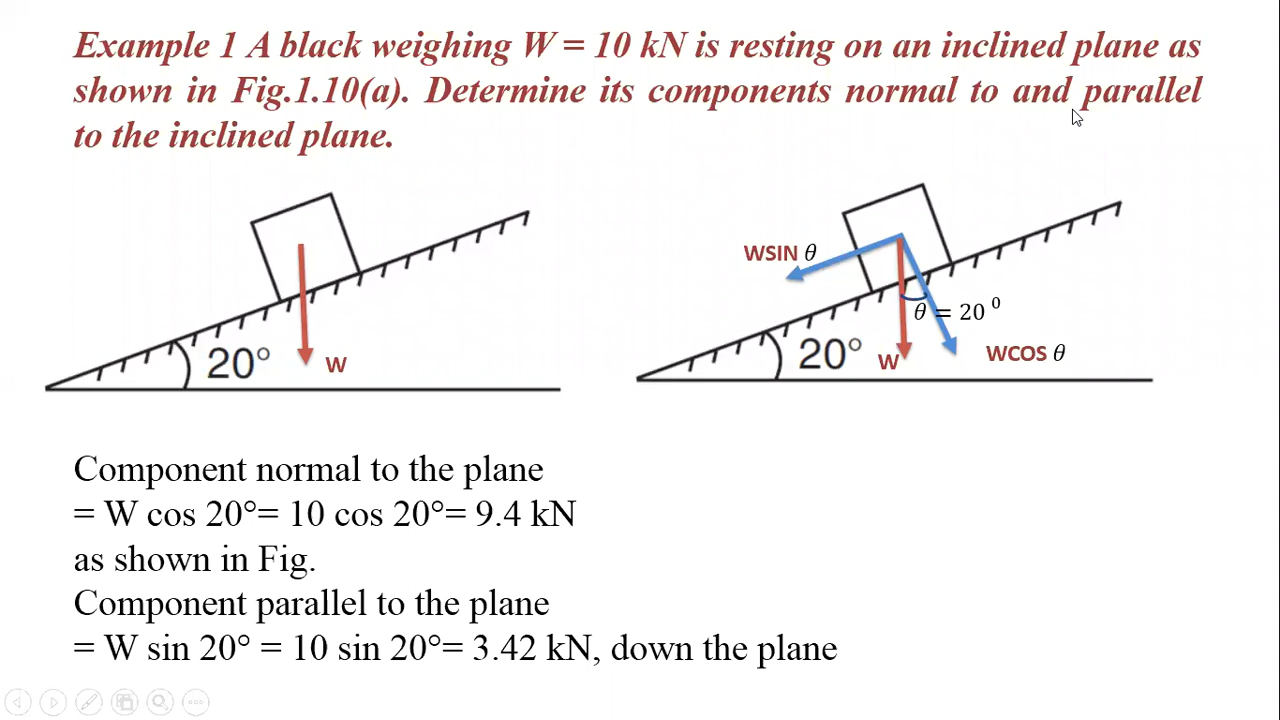 Example 1 A black weighing W = 10 kN is resting on an inclined plane as
shown in Fig.1.10(a). Determine its components normal to and parallel
to the inclined plane.
20°
W
WSIN θ
θ = 20 ⁰
20°
W
WCOS θ
Component normal to the plane
= W cos 20°= 10 cos 20°= 9.4 kN
as shown in Fig.
Component parallel to the plane
= W sin 20° = 10 sin 20°= 3.42 kN, down the plane